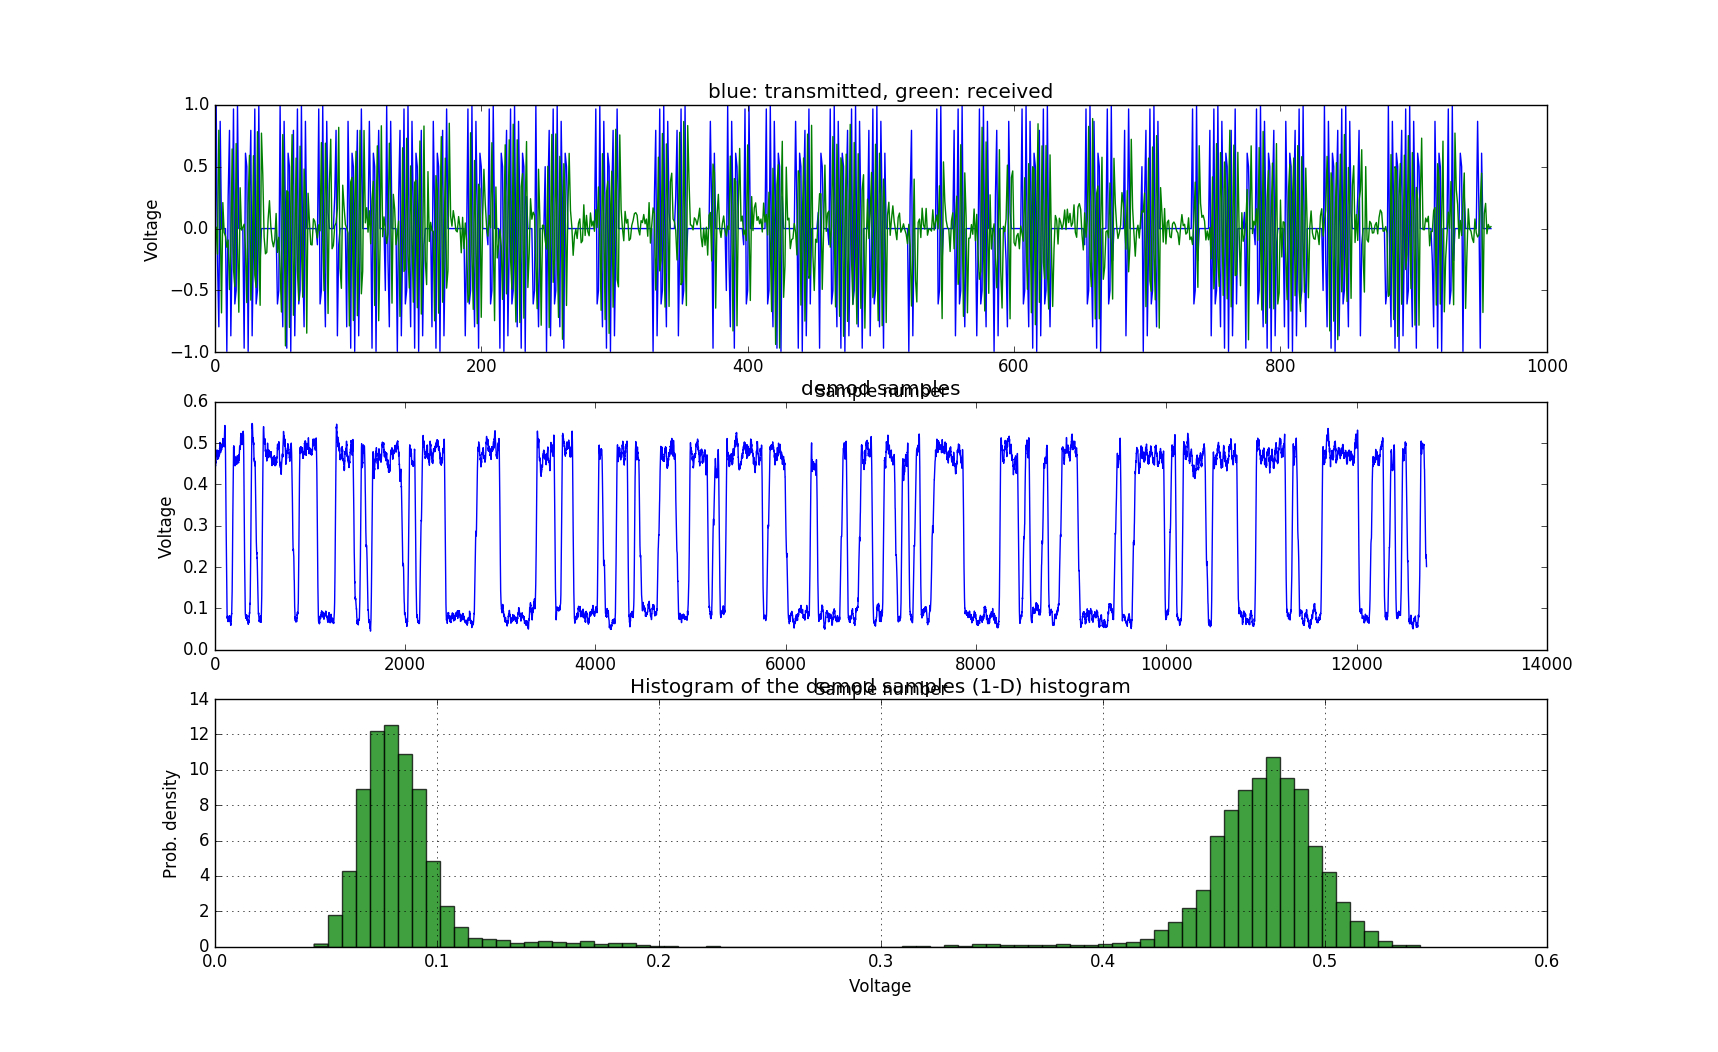 blue: transmitted, green: received
1.0
0.5
0.0
−0.5
−1.0
Voltage
0 200 400 600 800 1000
Sample number
demod samples
0.6
0.5
0.4
0.3
0.2
0.1
0.0
Voltage
0 2000 4000 6000 8000 10000 12000 14000
Sample number
Histogram of the demod samples (1-D) histogram
14
12
10
8
6
4
2
0
Prob. density
0.0 0.1 0.2 0.3 0.4 0.5 0.6
Voltage